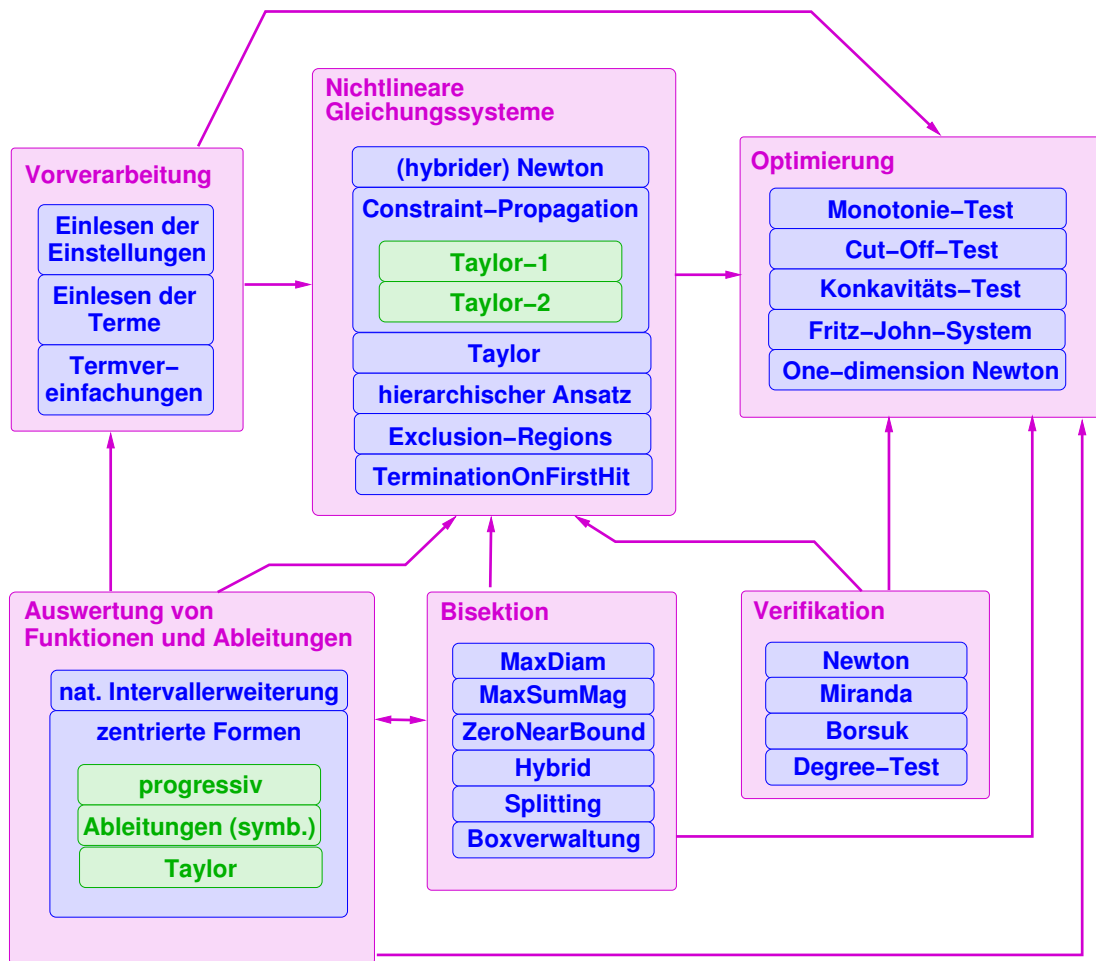 Nichtlineare
Gleichungssysteme
(hybrider) Newton
Constraint−Propagation
Taylor−1
Taylor−2
Taylor
hierarchischer Ansatz
Exclusion−Regions
TerminationOnFirstHit
Vorverarbeitung
Einlesen der
Einstellungen
Einlesen der
Terme
Termver−
einfachungen
Optimierung
Monotonie−Test
Cut−Off−Test
Konkavitäts−Test
Fritz−John−System
One−dimension Newton
Auswertung von
Funktionen und Ableitungen
nat. Intervallerweiterung
zentrierte Formen
progressiv
Ableitungen (symb.)
Taylor
Bisektion
MaxDiam
MaxSumMag
ZeroNearBound
Hybrid
Splitting
Boxverwaltung
Verifikation
Newton
Miranda
Borsuk
Degree−Test